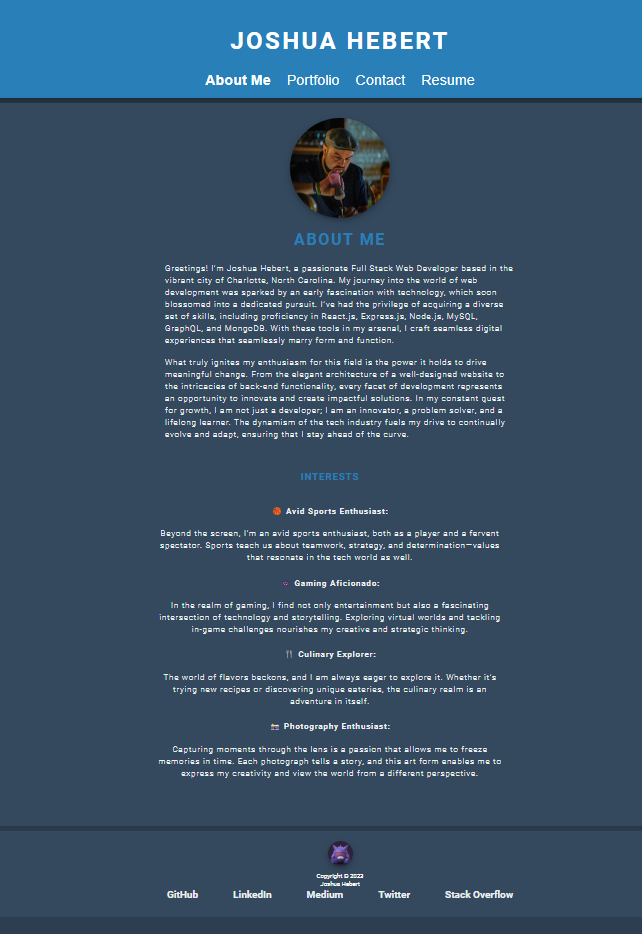 JOSHUA HEBERT
About Me Portfolio Contact Resume
ABOUT ME
Greetings! I'm Joshua Hebert, a passionate Full Stack Web Developer based in the
vibrant city of Charlotte, North Carolina. My journey into the world of web
development was sparked by an early fascination with technology, which soon
blossomed into a dedicated pursuit. I've had the privilege of acquiring a diverse
set of skills, including proficiency in React.js, Express.js, Node.js, MySQL,
GraphQL, and MongoDB. With these tools in my arsenal, I craft seamless digital
experiences that seamlessly marry form and function.
What truly ignites my enthusiasm for this field is the power it holds to drive
meaningful change. From the elegant architecture of a well-designed website to
the intricacies of back-end functionality, every facet of development represents
an opportunity to innovate and create impactful solutions. In my constant quest
for growth, I am not just a developer; I am an innovator, a problem solver, and a
lifelong learner. The dynamism of the tech industry fuels my drive to continually
evolve and adapt, ensuring that I stay ahead of the curve.
INTERESTS
🏀 Avid Sports Enthusiast:
Beyond the screen, I'm an avid sports enthusiast, both as a player and a fervent
spectator. Sports teach us about teamwork, strategy, and determination—values
that resonate in the tech world as well.
Gaming Aficionado:
In the realm of gaming, I find not only entertainment but also a fascinating
intersection of technology and storytelling. Exploring virtual worlds and tackling
in-game challenges nourishes my creative and strategic thinking.
🍴 Culinary Explorer:
The world of flavors beckons, and I am always eager to explore it. Whether it's
trying new recipes or discovering unique eateries, the culinary realm is an
adventure in itself.
📷 Photography Enthusiast:
Capturing moments through the lens is a passion that allows me to freeze
memories in time. Each photograph tells a story, and this art form enables me to
express my creativity and view the world from a different perspective.
Copyright © 2023
Joshua Hebert
GitHub LinkedIn Medium Twitter Stack Overflow